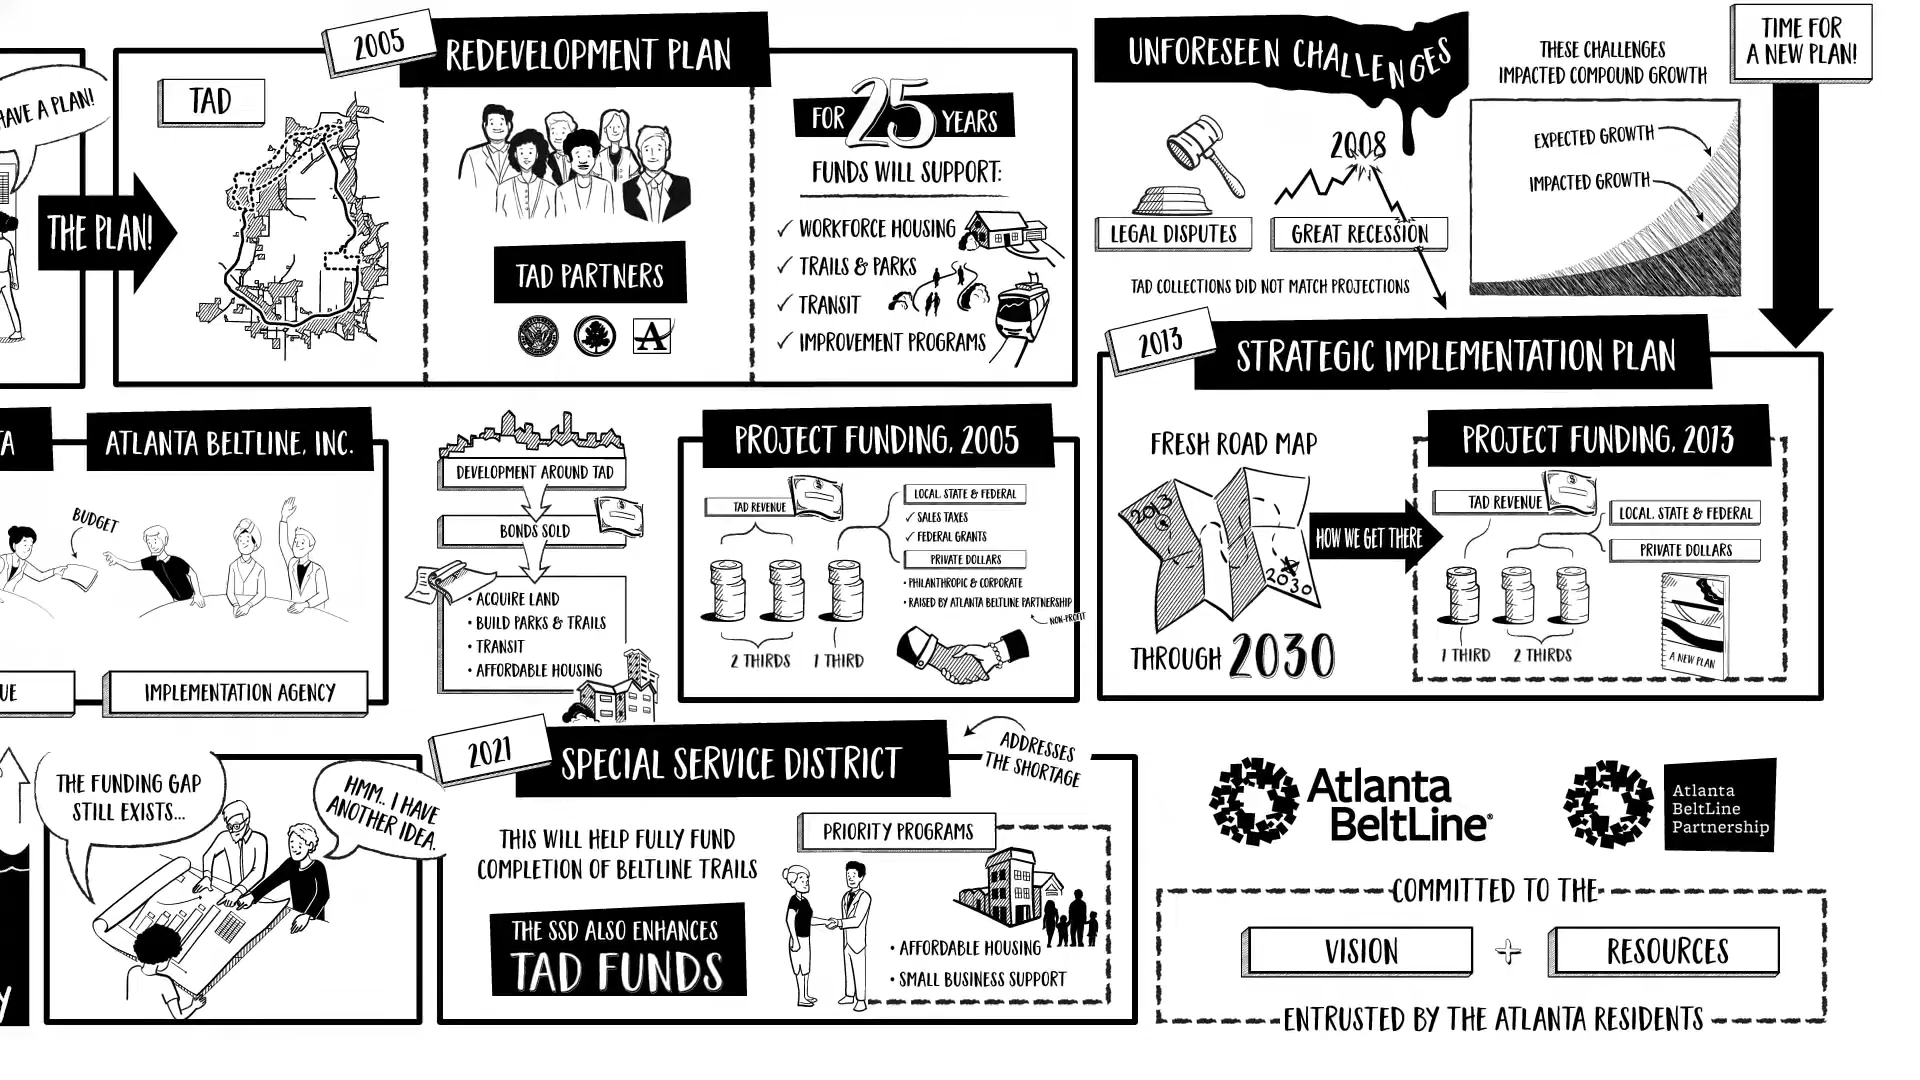 HAVE A PLAN!
THE PLAN!
2005
REDEVELOPMENT PLAN
TAD
TAD PARTNERS
A
FOR 25 YEARS
FUNDS WILL SUPPORT:
✓ WORKFORCE HOUSING
✓ TRAILS & PARKS
✓ TRANSIT
✓ IMPROVEMENT PROGRAMS
UNFORESEEN CHALLENGES
LEGAL DISPUTES
2008
GREAT RECESSION
TAD COLLECTIONS DID NOT MATCH PROJECTIONS
THESE CHALLENGES
IMPACTED COMPOUND GROWTH
EXPECTED GROWTH
IMPACTED GROWTH
TIME FOR
A NEW PLAN!
TA
ATLANTA BELTLINE, INC.
BUDGET
UE
IMPLEMENTATION AGENCY
DEVELOPMENT AROUND TAD
BONDS SOLD
• ACQUIRE LAND
• BUILD PARKS & TRAILS
• TRANSIT
• AFFORDABLE HOUSING
PROJECT FUNDING, 2005
TAD REVENUE
$
LOCAL, STATE & FEDERAL
✓ SALES TAXES
✓ FEDERAL GRANTS
PRIVATE DOLLARS
• PHILANTHROPIC & CORPORATE
• RAISED BY ATLANTA BELTLINE PARTNERSHIP
NON-PROFIT
2 THIRDS
1 THIRD
2013
STRATEGIC IMPLEMENTATION PLAN
FRESH ROAD MAP
2013
2030
THROUGH 2030
HOW WE GET THERE
PROJECT FUNDING, 2013
TAD REVENUE
$
LOCAL, STATE & FEDERAL
PRIVATE DOLLARS
A NEW PLAN
1 THIRD
2 THIRDS
Y
THE FUNDING GAP
STILL EXISTS...
HMM.. I HAVE
ANOTHER IDEA.
2021
SPECIAL SERVICE DISTRICT
ADDRESSES
THE SHORTAGE
THIS WILL HELP FULLY FUND
COMPLETION OF BELTLINE TRAILS
THE SSD ALSO ENHANCES
TAD FUNDS
PRIORITY PROGRAMS
• AFFORDABLE HOUSING
• SMALL BUSINESS SUPPORT
Atlanta
BeltLine®
Atlanta
BeltLine
Partnership
COMMITTED TO THE
VISION + RESOURCES
ENTRUSTED BY THE ATLANTA RESIDENTS